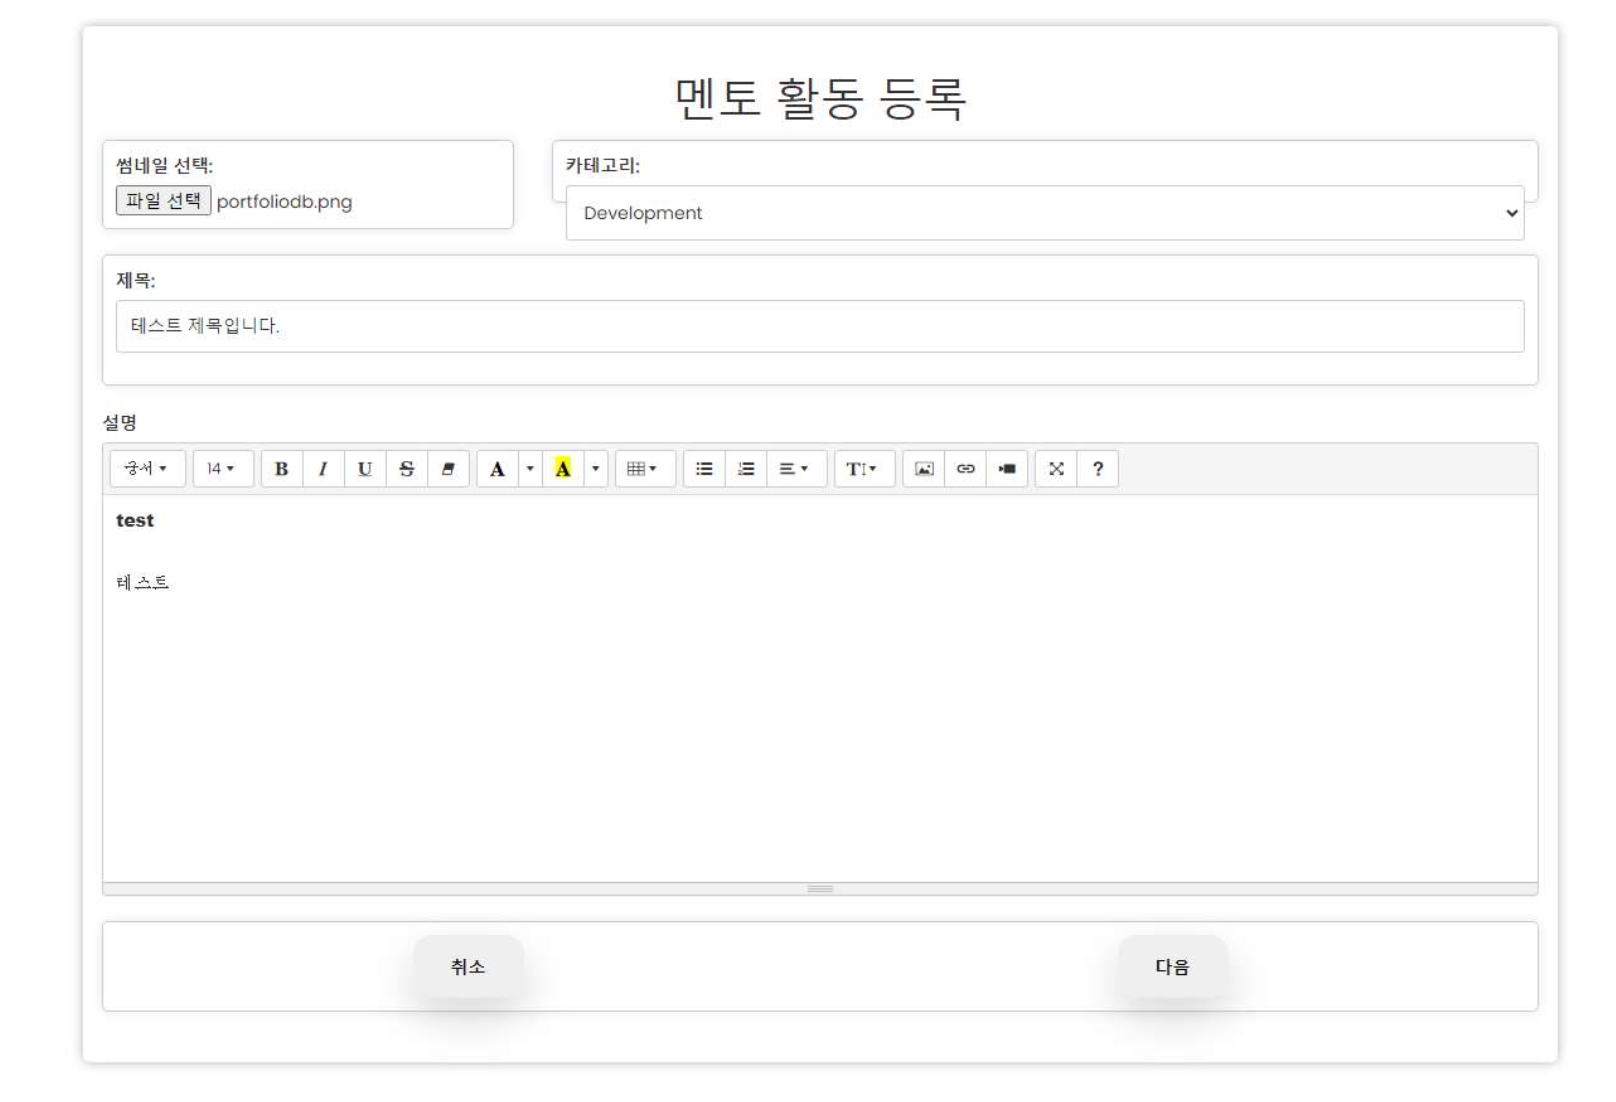 멘토 활동 등록
썸네일 선택:
파일 선택 portfoliodb.png
카테고리:
Development
제목:
테스트 제목입니다.
설명
궁서 14 B I U S A A T ?
test
테스트
취소
다음